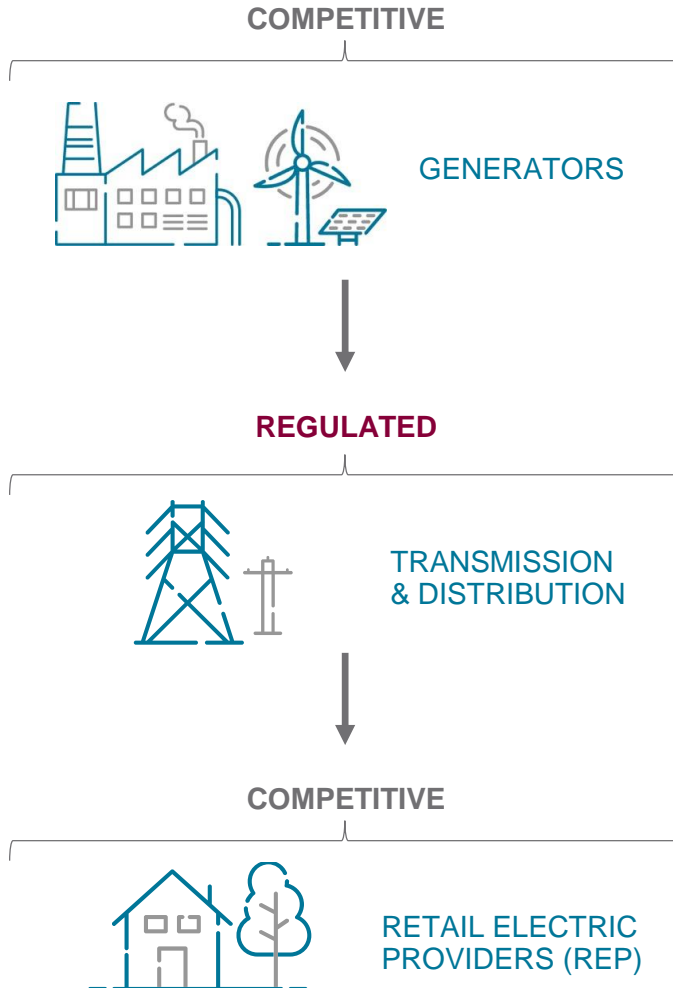 COMPETITIVE
GENERATORS
REGULATED
TRANSMISSION
& DISTRIBUTION
COMPETITIVE
RETAIL ELECTRIC
PROVIDERS (REP)